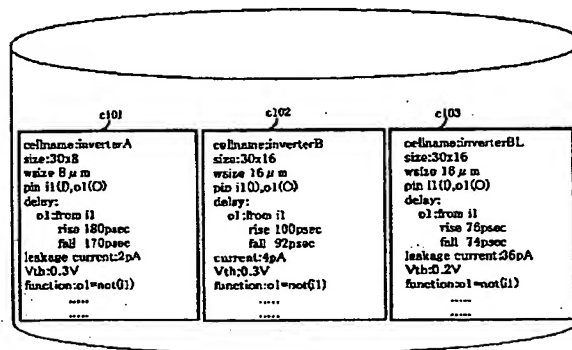 c101
c102
c103
cellname:inverterA
size:30x8
wsize 8μm
pin i1(I),o1(O)
delay:
o1:from i1
rise 180psec
fall 170psec
leakage current:2pA
Vth:0.3V
function:o1=not(i1)
.....
.....
cellname:inverterB
size:30x16
wsize 16μm
pin i1(I),o1(O)
delay:
o1:from i1
rise 100psec
fall 92psec
current:4pA
Vth:0.3V
function:o1=not(i1)
.....
.....
cellname:inverterBL
size:30x16
wsize 16μm
pin i1(I),o1(O)
delay:
o1:from i1
rise 76psec
fall 74psec
leakage current:36pA
Vth:0.2V
function:o1=not(i1)
.....
.....